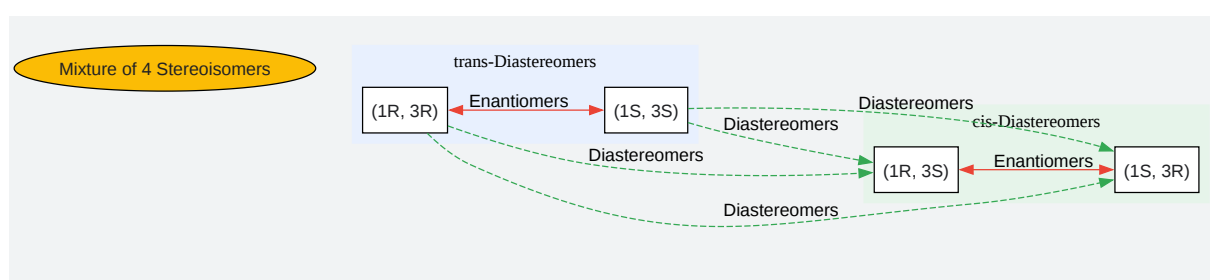 Mixture of 4 Stereoisomers
trans-Diastereomers
(1R, 3R)
Enantiomers
(1S, 3S)
Diastereomers
Diastereomers
Diastereomers
Diastereomers
cis-Diastereomers
(1R, 3S)
Enantiomers
(1S, 3R)